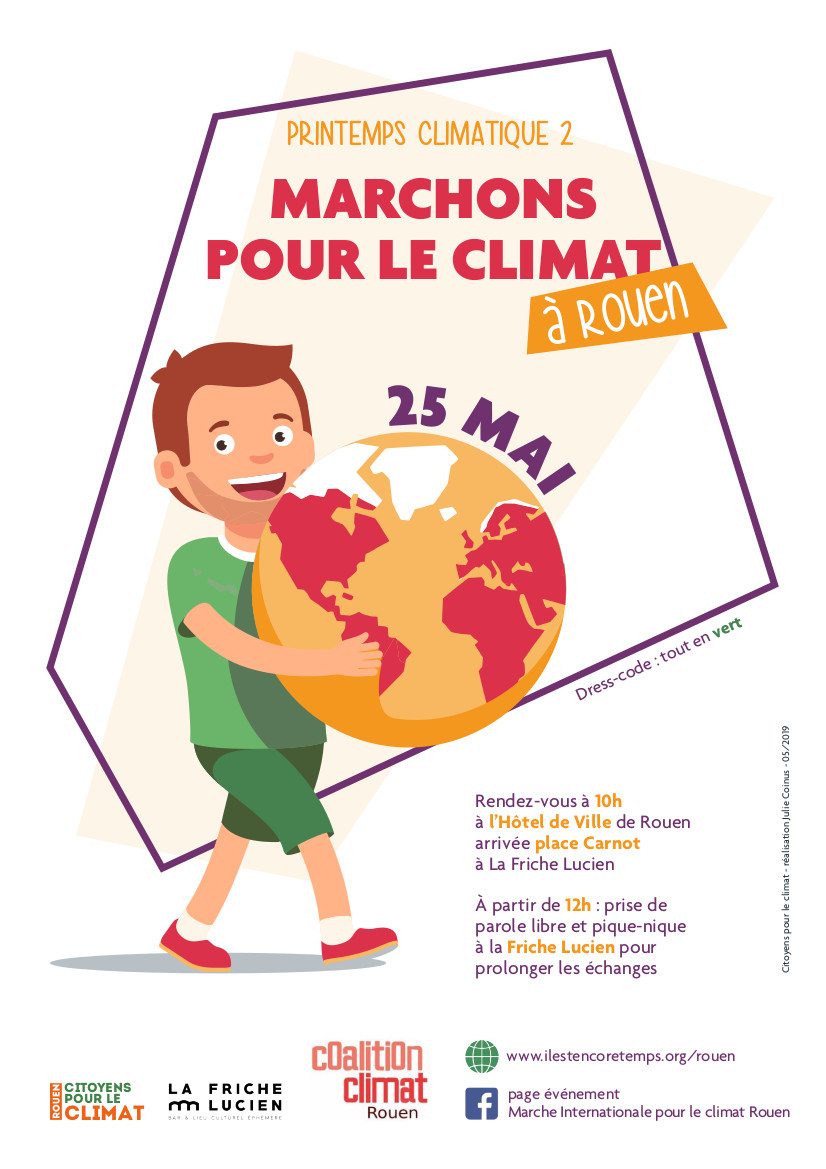 PRINTEMPS CLIMATIQUE 2
MARCHONS
POUR LE CLIMAT
à Rouen
25 MAI
Dress-code : tout en vert
Rendez-vous à 10h
à l'Hôtel de Ville de Rouen
arrivée place Carnot
à La Friche Lucien
À partir de 12h : prise de
parole libre et pique-nique
à la Friche Lucien pour
prolonger les échanges
Citoyens pour le climat - réalisation Julie Coinus - 05/2019
ROUEN
CITOYENS
POUR LE
CLIMAT
LA FRICHE
LUCIEN
BAR & LIEU CULTUREL EPHEMERE
coalition
climat
Rouen
www.ilestencoretemps.org/rouen
page événement
Marche Internationale pour le climat Rouen